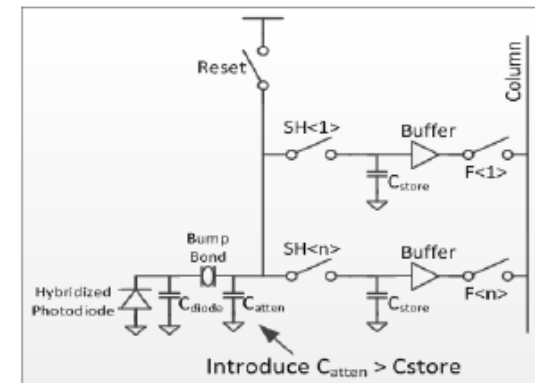 Reset
Column
SH<1>
Buffer
F<1>
Cstore
Bump
Bond
SH<n>
Buffer
F<n>
Hybridized
Photodiode
Cdiode
Catten
Cstore
Introduce Catten > Cstore